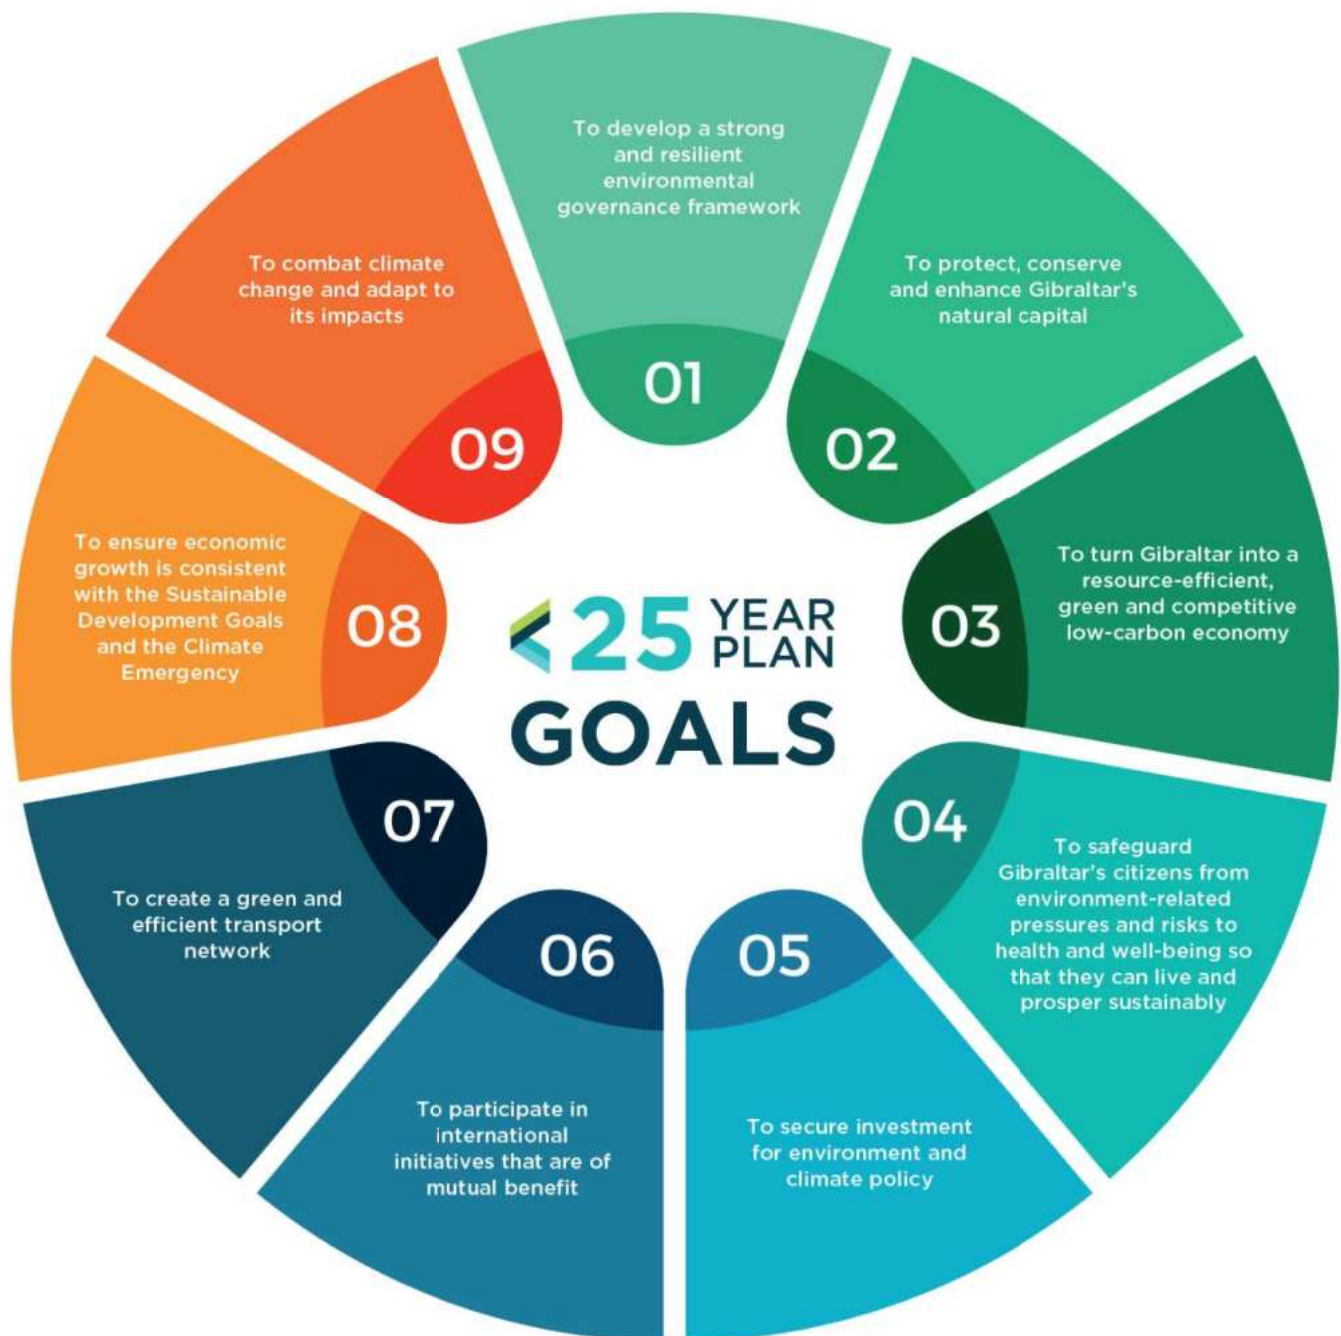 To develop a strong
and resilient
environmental
governance framework
01
To protect, conserve
and enhance Gibraltar's
natural capital
02
To turn Gibraltar into a
resource-efficient,
green and competitive
low-carbon economy
03
To safeguard
Gibraltar's citizens from
environment-related
pressures and risks to
health and well-being so
that they can live and
prosper sustainably
04
To secure investment
for environment and
climate policy
05
To participate in
international
initiatives that are of
mutual benefit
06
To create a green and
efficient transport
network
07
To ensure economic
growth is consistent
with the Sustainable
Development Goals
and the Climate
Emergency
08
To combat climate
change and adapt to
its impacts
09
25 YEAR
PLAN
GOALS